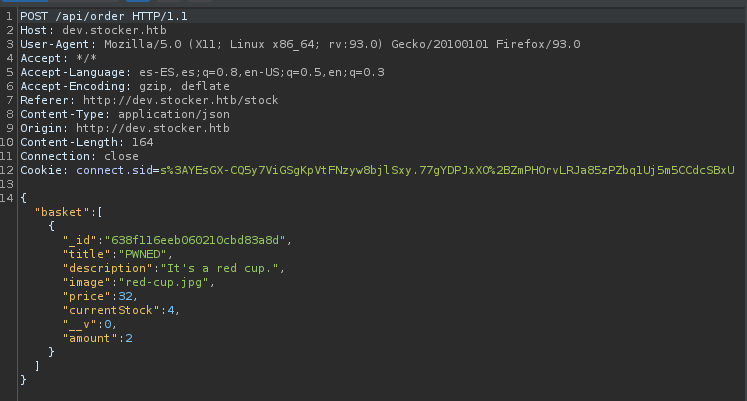 1 POST /api/order HTTP/1.1
2 Host: dev.stocker.htb
3 User-Agent: Mozilla/5.0 (X11; Linux x86_64; rv:93.0) Gecko/20100101 Firefox/93.0
4 Accept: */*
5 Accept-Language: es-ES,es;q=0.8,en-US;q=0.5,en;q=0.3
6 Accept-Encoding: gzip, deflate
7 Referer: http://dev.stocker.htb/stock
8 Content-Type: application/json
9 Origin: http://dev.stocker.htb
10 Content-Length: 164
11 Connection: close
12 Cookie: connect.sid=s%3AYEsGX-CQ5y7ViGSgKpVtFNzyw8bjlSxy.77gYDPJxXO%2BZmPHOrvLRJa85zPZbq1Uj5m5CCdcSBxU
13
14 {
"basket":[
{
"_id":"638f116eeb060210cbd83a8d",
"title":"PWNED",
"description":"It's a red cup.",
"image":"red-cup.jpg",
"price":32,
"currentStock":4,
"__v":0,
"amount":2
}
]
}